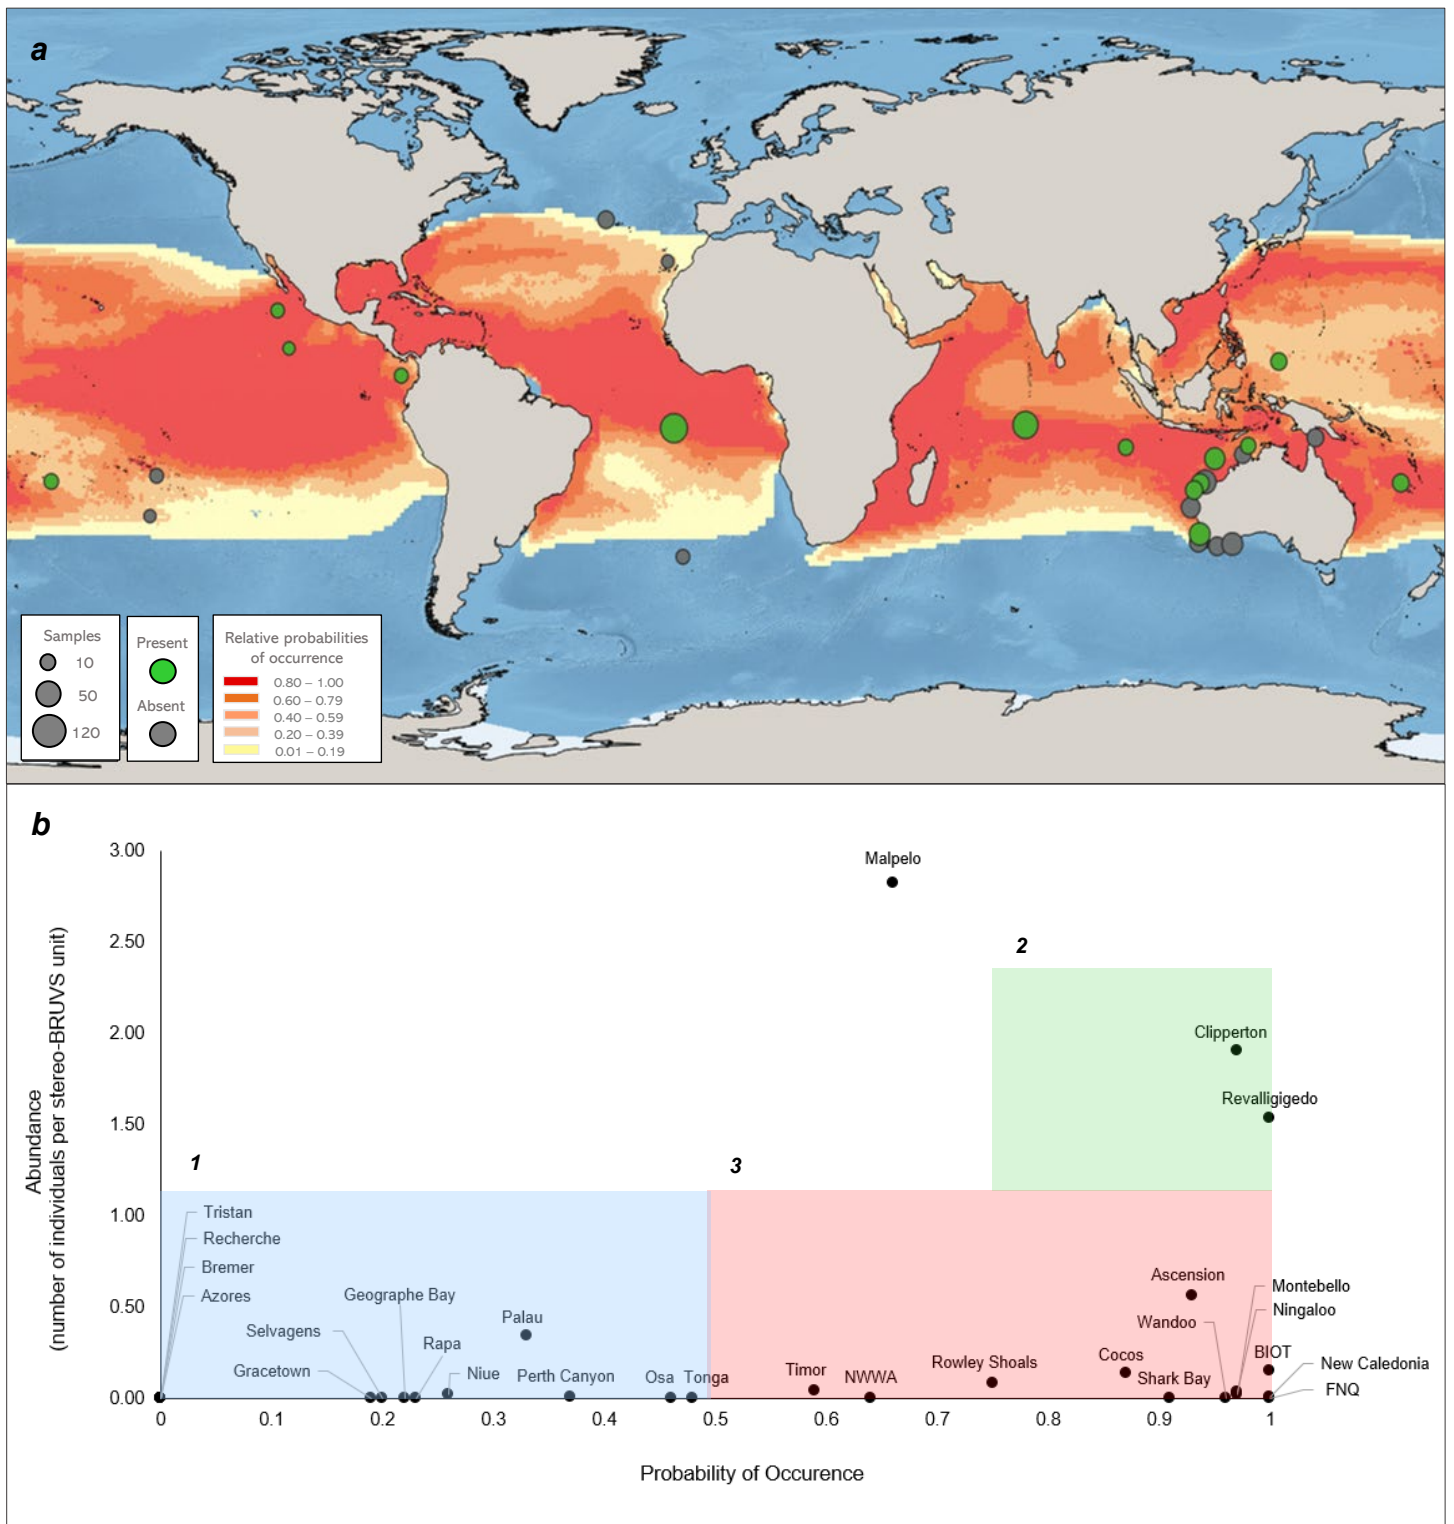 a
Samples
10
50
120
Present
Absent
Relative probabilities
of occurrence
0.80 – 1.00
0.60 – 0.79
0.40 – 0.59
0.20 – 0.39
0.01 – 0.19
b
3.00
2.50
2.00
1.50
1.00
0.50
0.00
Abundance
(number of individuals per stereo-BRUVS unit)
Malpelo
2
Clipperton
Revalligigedo
1
3
Tristan
Recherche
Bremer
Azores
Geographe Bay
Selvagens
Palau
Rapa
Gracetown
Niue
Perth Canyon
Osa
Tonga
Timor
NWWA
Rowley Shoals
Ascension
Wandoo
Cocos
Shark Bay
Montebello
Ningaloo
BIOT
New Caledonia
FNQ
0
0.1
0.2
0.3
0.4
0.5
0.6
0.7
0.8
0.9
1
Probability of Occurence